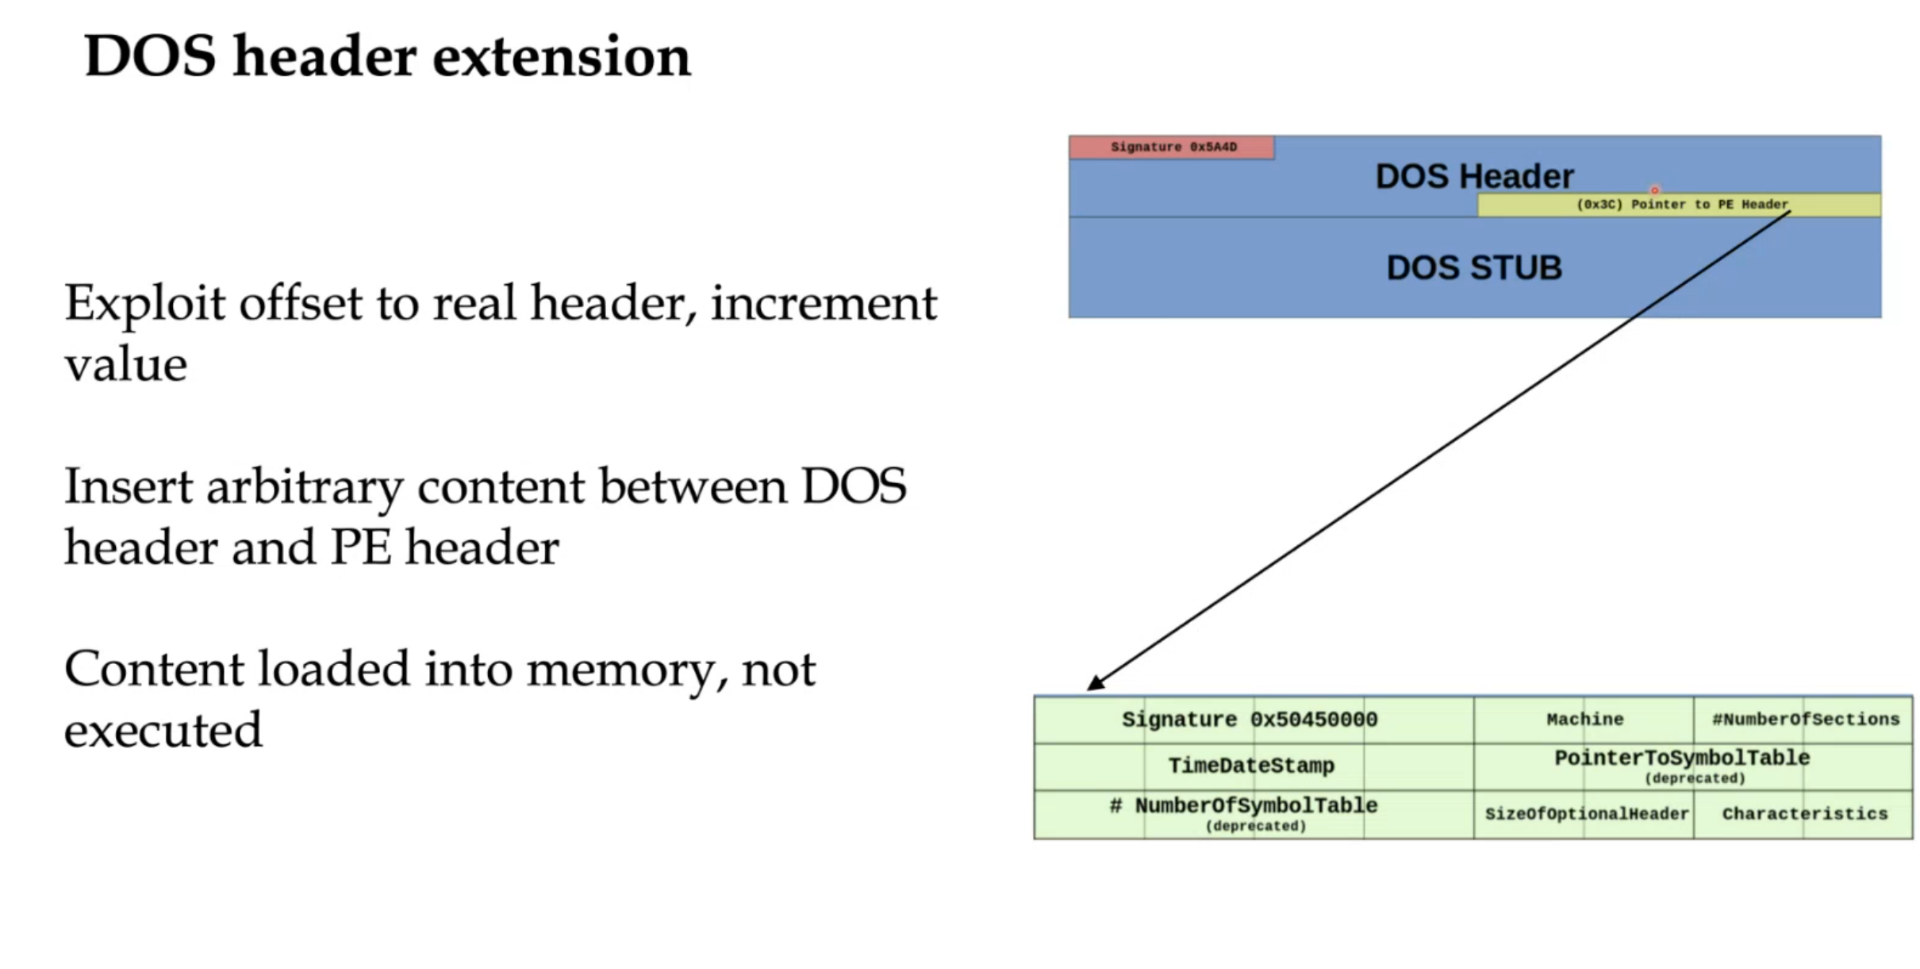 DOS header extension
Exploit offset to real header, increment
value
Insert arbitrary content between DOS
header and PE header
Content loaded into memory, not
executed
Signature 0x5A4D
DOS Header
(0x3C) Pointer to PE Header
DOS STUB
Signature 0x50450000
Machine
#NumberOfSections
TimeDateStamp
PointerToSymbolTable
(deprecated)
# NumberOfSymbolTable
(deprecated)
SizeOfOptionalHeader
Characteristics